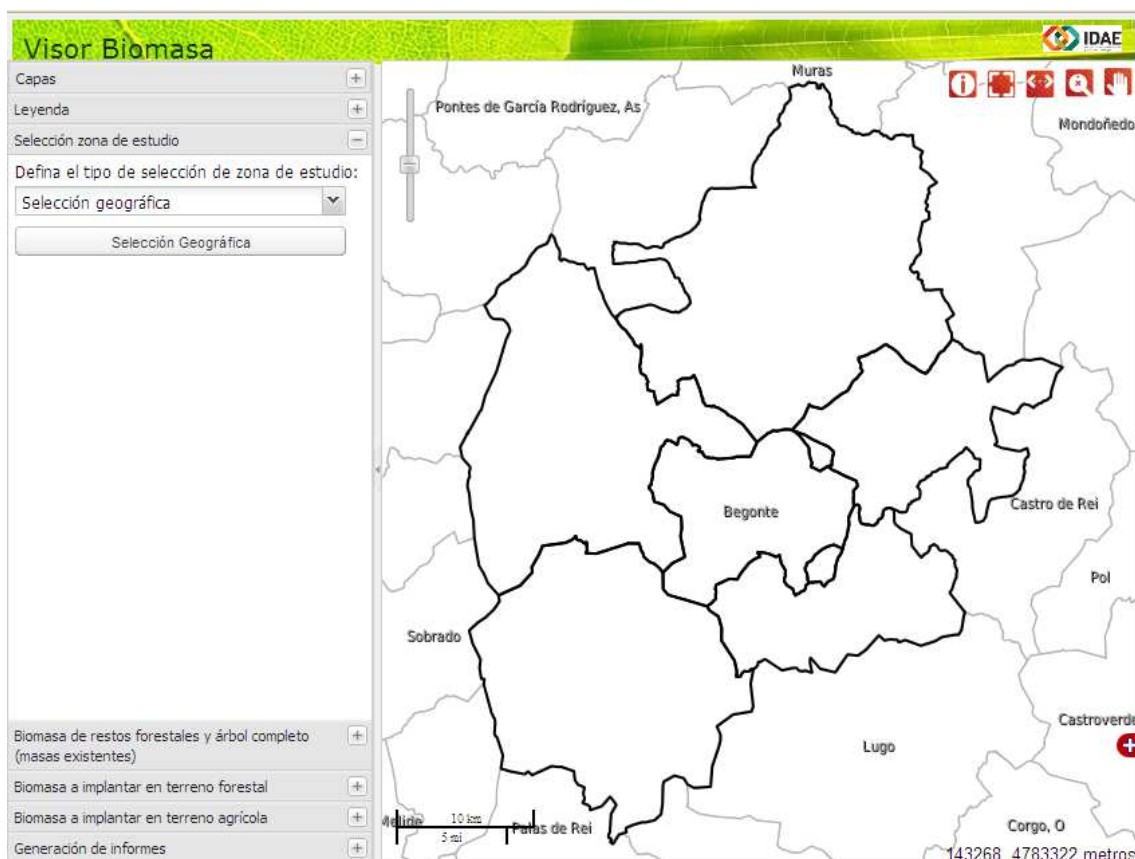 Visor Biomasa
IDAE
Capas
Leyenda
Selección zona de estudio
Defina el tipo de selección de zona de estudio:
Selección geográfica
Selección Geográfica
Biomasa de restos forestales y árbol completo
(masas existentes)
Biomasa a implantar en terreno forestal
Biomasa a implantar en terreno agrícola
Generación de informes
Muras
Pontes de García Rodríguez, As
Mondoñedo
Begonte
Castro de Rei
Pol
Sobrado
Castroverde
Lugo
10 km
5 mi
Melide
Palas de Rei
Corgo, O
143268, 4783322 metros